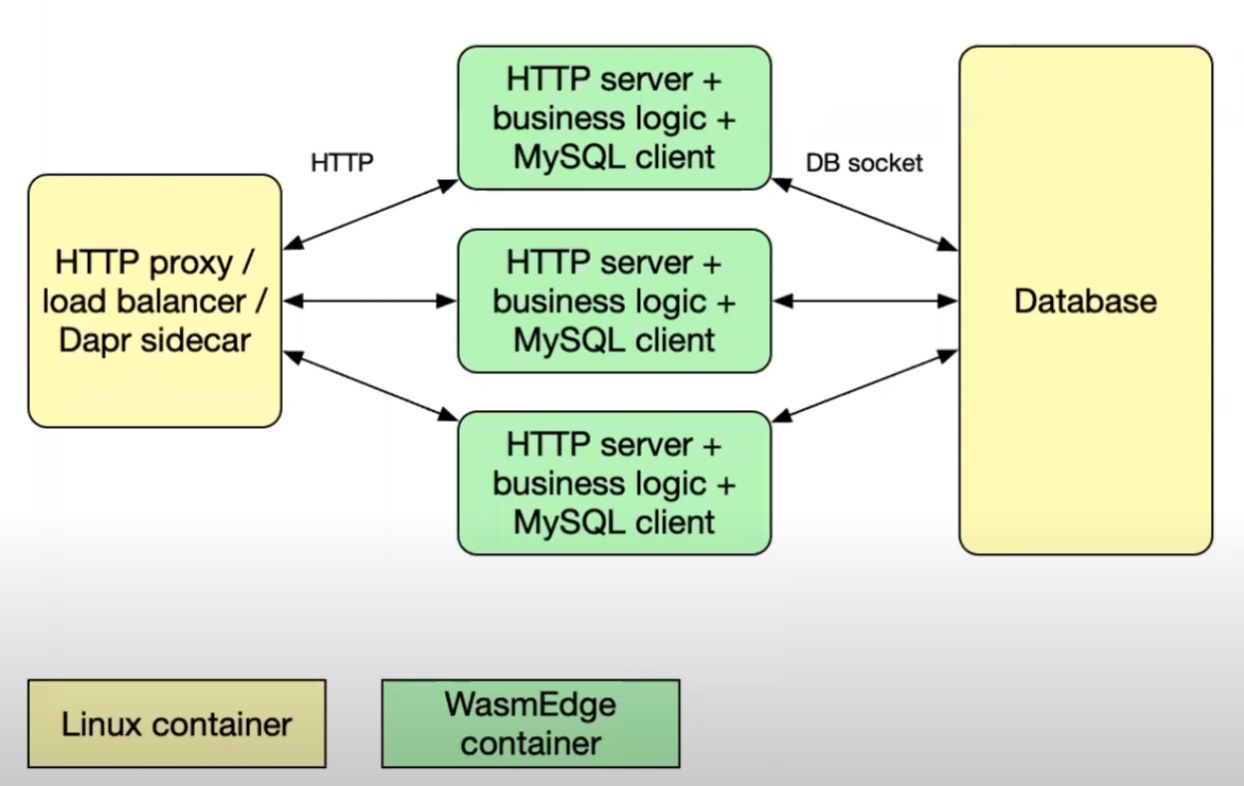 HTTP proxy /
load balancer /
Dapr sidecar
HTTP
HTTP server +
business logic +
MySQL client
HTTP server +
business logic +
MySQL client
HTTP server +
business logic +
MySQL client
DB socket
Database
Linux container
WasmEdge
container